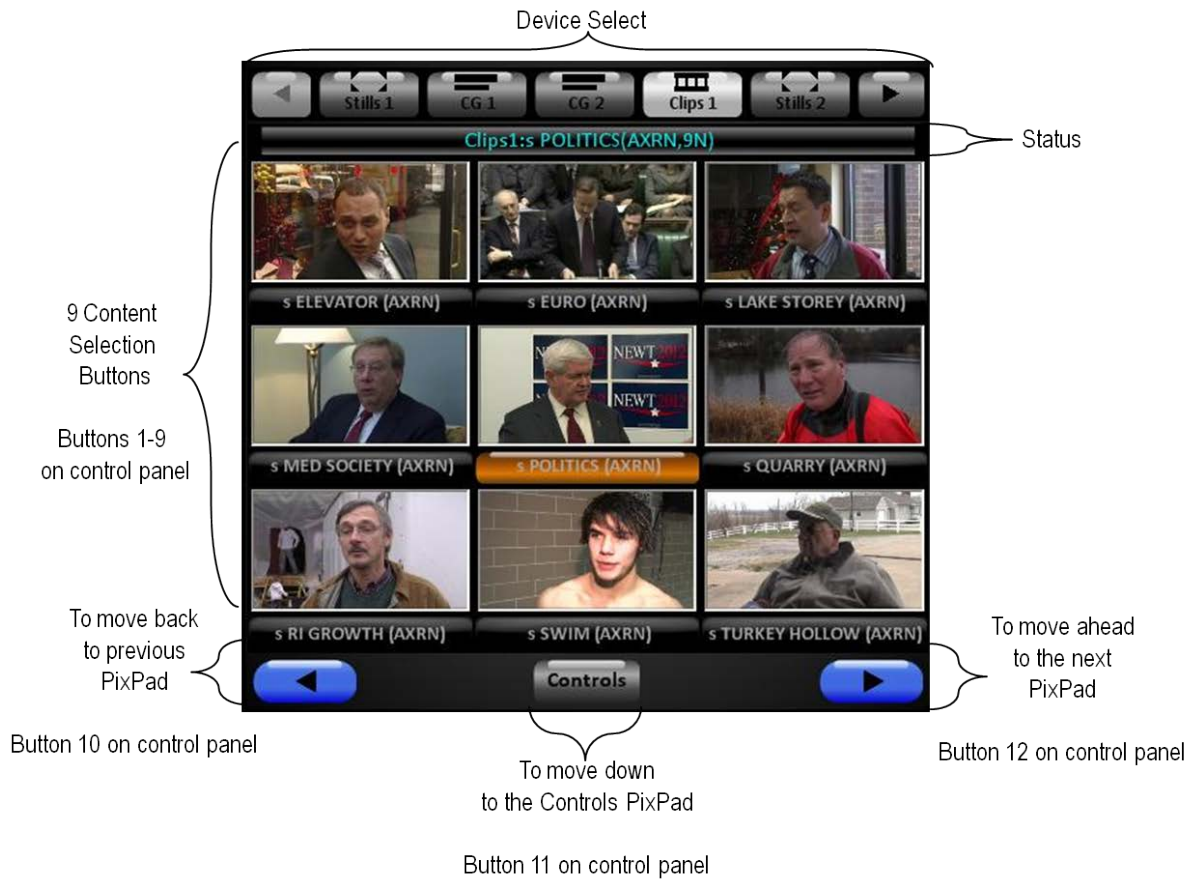 Device Select
Stills 1
CG 1
CG 2
Clips 1
Stills 2
Clips1:s POLITICS(AXRN,9N)
Status
s ELEVATOR (AXRN)
s EURO (AXRN)
s LAKE STOREY (AXRN)
9 Content
Selection
Buttons
Buttons 1-9
on control panel
NEWT 2012
NEWT 2012
s MED SOCIETY (AXRN)
s POLITICS (AXRN)
s QUARRY (AXRN)
s RI GROWTH (AXRN)
s SWIM (AXRN)
s TURKEY HOLLOW (AXRN)
To move back
to previous
PixPad
Controls
To move ahead
to the next
PixPad
Button 10 on control panel
Button 12 on control panel
To move down
to the Controls PixPad
Button 11 on control panel